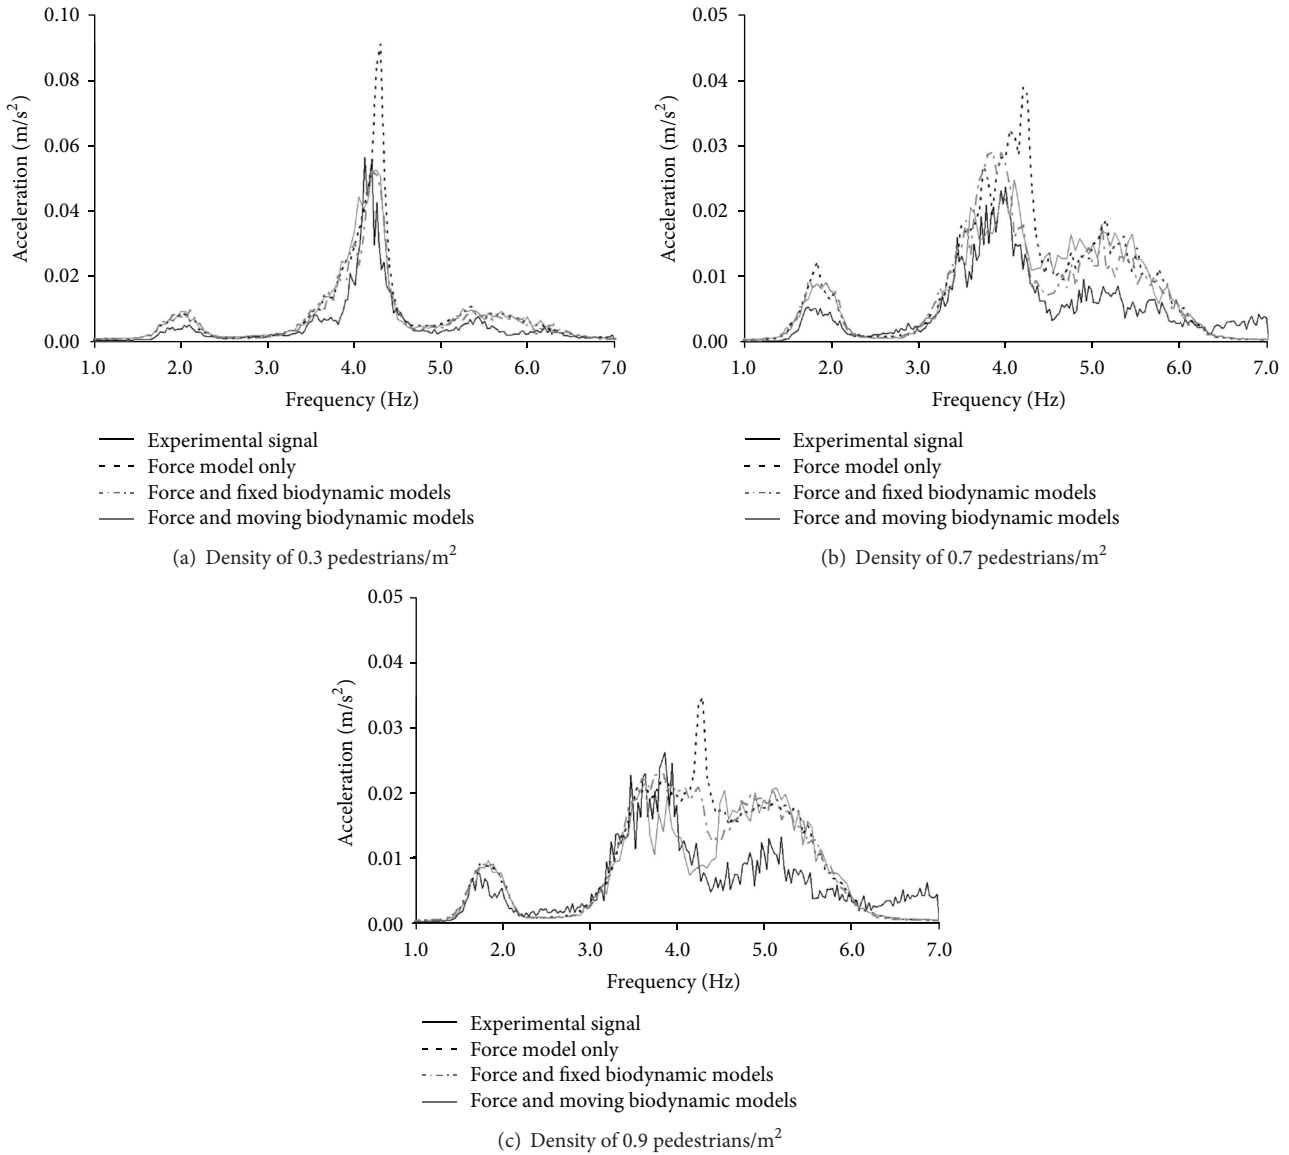 0.10
0.08
0.06
0.04
0.02
0.00
Acceleration (m/s²)
1.0 2.0 3.0 4.0 5.0 6.0 7.0
Frequency (Hz)
Experimental signal
Force model only
Force and fixed biodynamic models
Force and moving biodynamic models
(a) Density of 0.3 pedestrians/m²
0.05
0.04
0.03
0.02
0.01
0.00
Acceleration (m/s²)
1.0 2.0 3.0 4.0 5.0 6.0 7.0
Frequency (Hz)
Experimental signal
Force model only
Force and fixed biodynamic models
Force and moving biodynamic models
(b) Density of 0.7 pedestrians/m²
0.05
0.04
0.03
0.02
0.01
0.00
Acceleration (m/s²)
1.0 2.0 3.0 4.0 5.0 6.0 7.0
Frequency (Hz)
Experimental signal
Force model only
Force and fixed biodynamic models
Force and moving biodynamic models
(c) Density of 0.9 pedestrians/m²